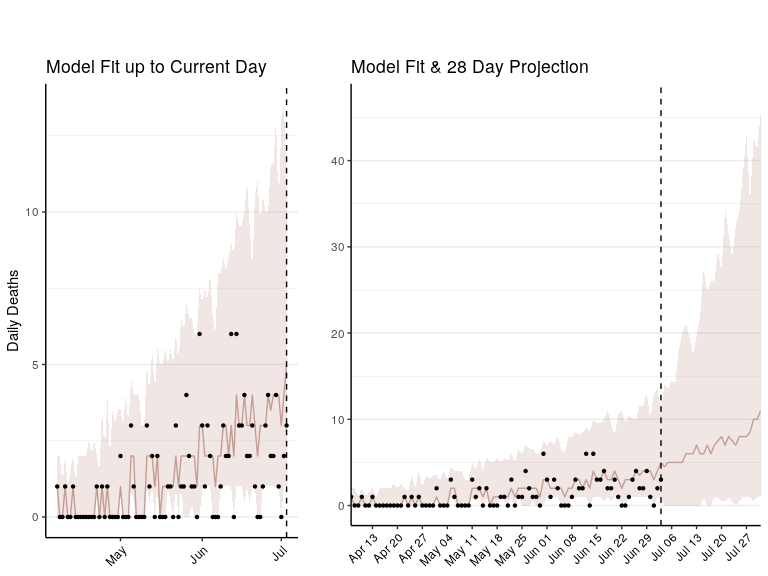 Model Fit up to Current Day
Daily Deaths
10
5
0
May
Jun
Jul
Model Fit & 28 Day Projection
40
30
20
10
0
Apr 13
Apr 20
Apr 27
May 04
May 11
May 18
May 25
Jun 01
Jun 08
Jun 15
Jun 22
Jun 29
Jul 06
Jul 13
Jul 20
Jul 27